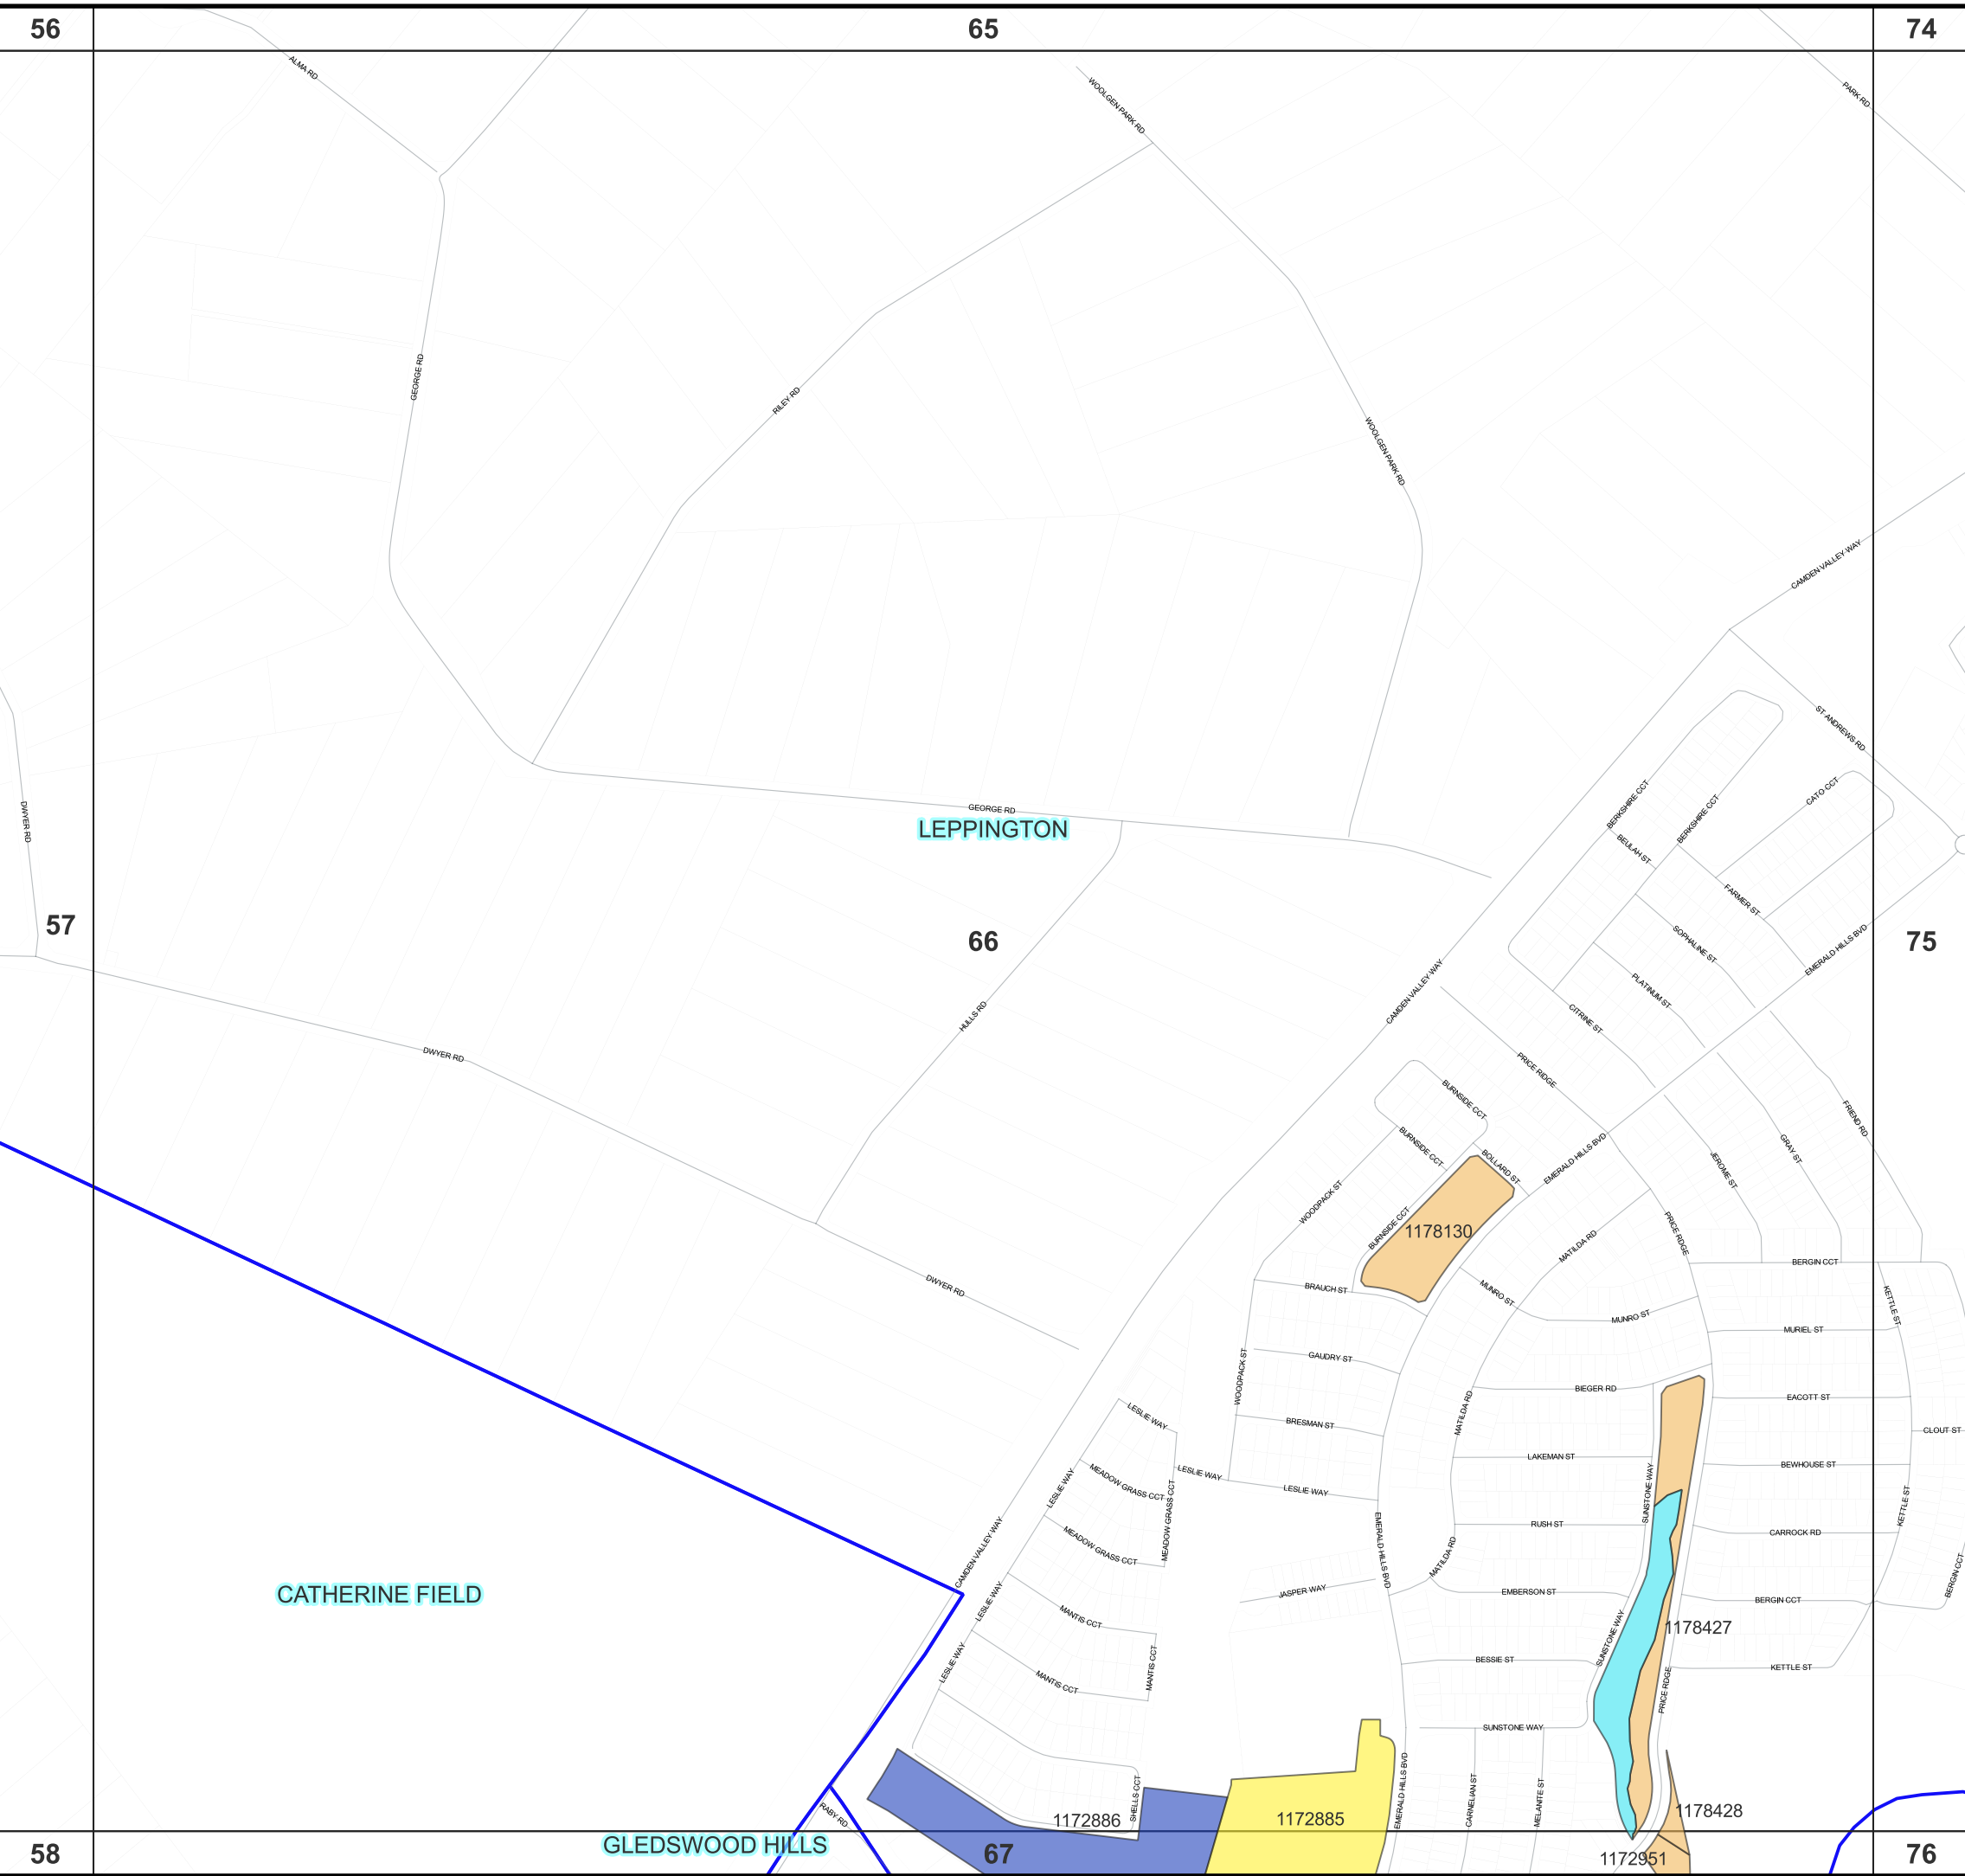 56
65
74
ALMA RD
WOOLGEN PARK RD
PARK RD
GEORGE RD
RILEY RD
WOOLGEN PARK RD
CAMDEN VALLEY WAY
ST ANDREWS RD
DWYER RD
GEORGE RD
LEPPINGTON
BERKSHIRE CCT
BERKSHIRE CCT
CATO CCT
BEULAH ST
FARMER ST
57
66
75
SOPHALINE ST
EMERALD HILLS BVD
PLATINUM ST
CAMDEN VALLEY WAY
HULLS RD
CITRINE ST
DWYER RD
PRICE RIDGE
BURNSIDE CCT
FRIEND RD
BURNSIDE CCT
GRAY ST
EMERALD HILLS BVD
BOLLARD ST
JEROME ST
WOODPACK ST
BURNSIDE CCT
1178130
MATILDA RD
PRICE RDGE
BERGIN CCT
DWYER RD
BRAUCH ST
MUNRO ST
MUNRO ST
KETTLE ST
MURIEL ST
GAUDRY ST
WOODPACK ST
BIEGER RD
EACOTT ST
LESLIE WAY
BRESMAN ST
MATILDA RD
CLOUT ST
LAKEMAN ST
BEWHOUSE ST
LESLIE WAY
MEADOW GRASS CCT
LESLIE WAY
LESLIE WAY
SUNSTONE WAY
KETTLE ST
MEADOW GRASS CCT
RUSH ST
CARROCK RD
CAMDEN VALLEY WAY
MEADOW GRASS CCT
EMERALD HILLS BVD
MATILDA RD
BERGIN CCT
CATHERINE FIELD
LESLIE WAY
JASPER WAY
EMBERSON ST
BERGIN CCT
MANTIS CCT
SUNSTONE WAY
1178427
LESLIE WAY
MANTIS CCT
MANTIS CCT
BESSIE ST
KETTLE ST
PRICE RDGE
SUNSTONE WAY
EMERALD HILLS BVD
CARNELIAN ST
MELANITE ST
SHELLS CCT
RABY RD
1172886
1172885
1178428
GLEDSWOOD HILLS
58
67
1172951
76